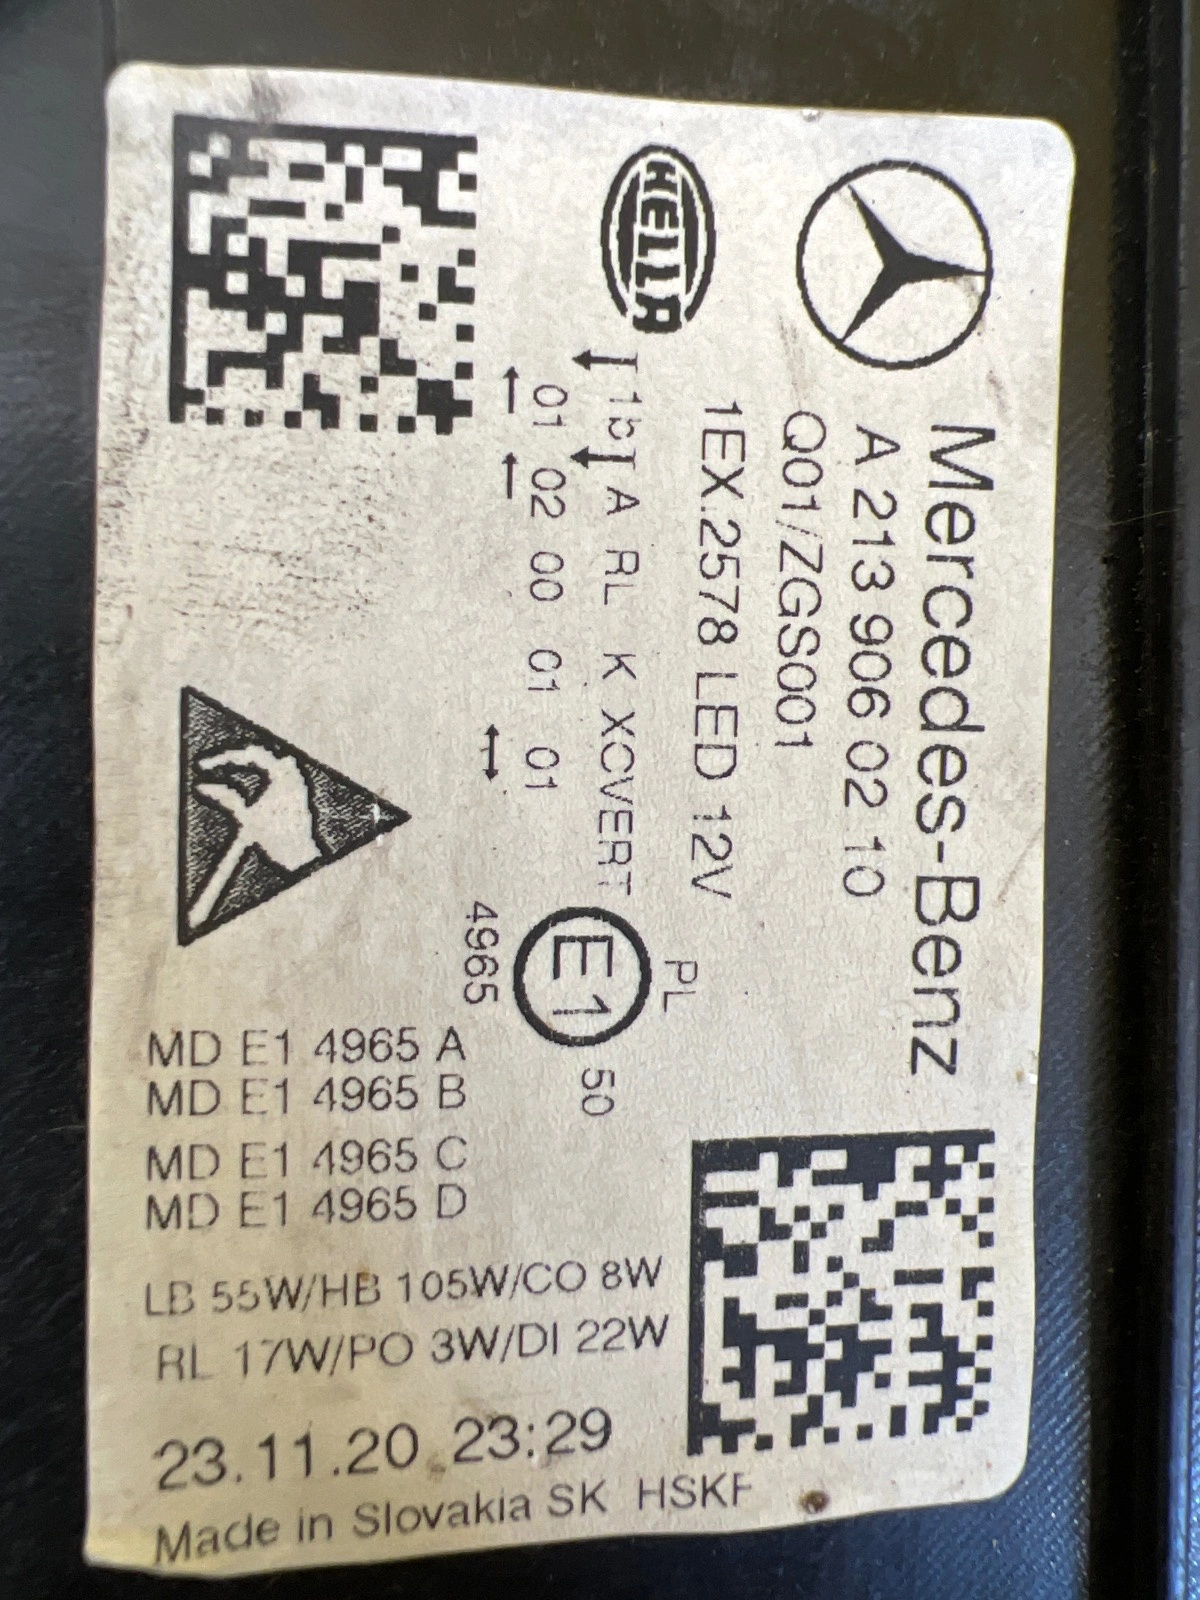 Mercedes-Benz
A 213 906 02 10
Q01/ZGS001
HELLA
1EX.2578 LED 12V
PL
1b A RL K XCVERT
E1
50
01 02 00 01 01
4965
MD E1 4965 A
MD E1 4965 B
MD E1 4965 C
MD E1 4965 D
LB 55W/HB 105W/CO 8W
RL 17W/PO 3W/DI 22W
23.11.20 23:29
Made in Slovakia SK HSKF